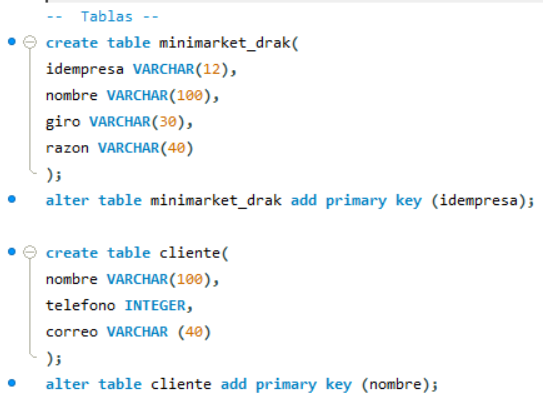 -- Tablas --
create table minimarket_drak(
idempresa VARCHAR(12),
nombre VARCHAR(100),
giro VARCHAR(30),
razon VARCHAR(40)
);
alter table minimarket_drak add primary key (idempresa);
create table cliente(
nombre VARCHAR(100),
telefono INTEGER,
correo VARCHAR (40)
);
alter table cliente add primary key (nombre);